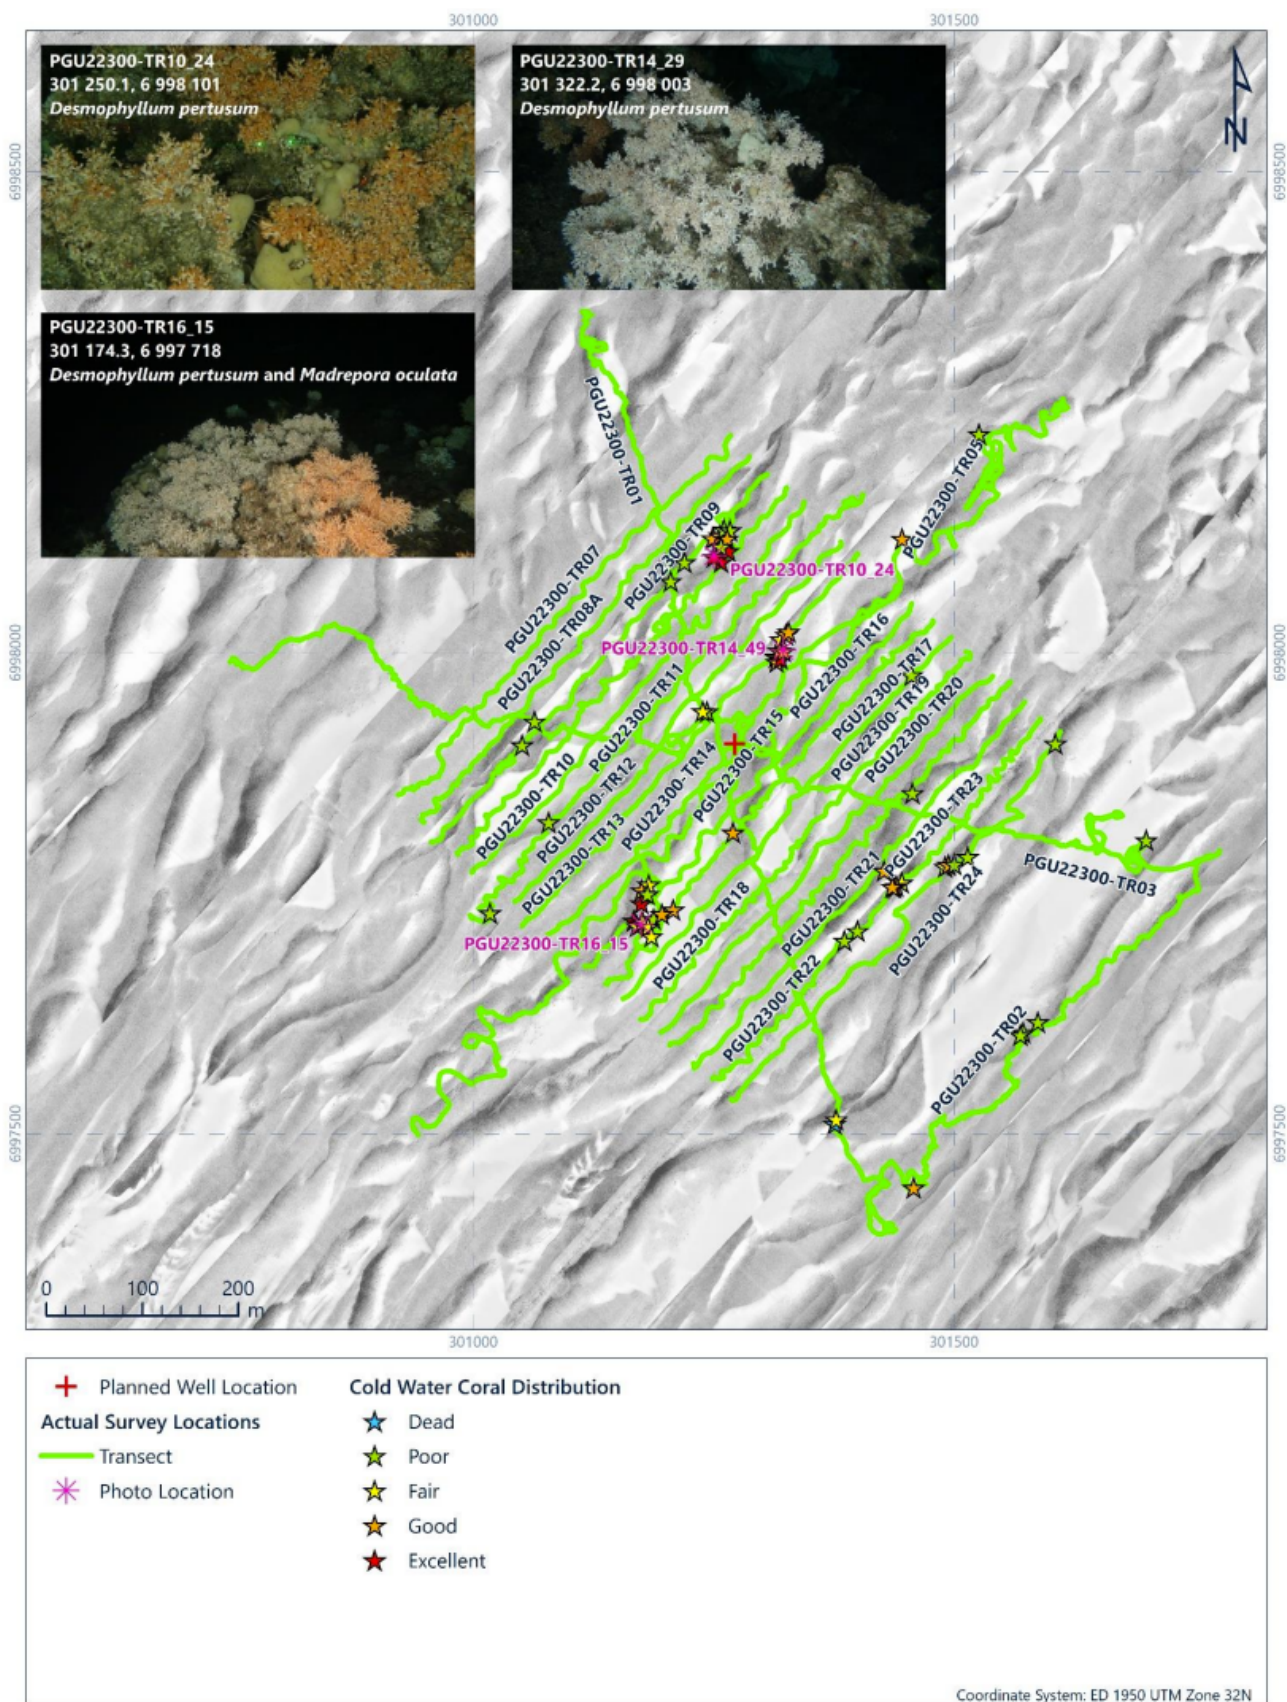 301000
301500
PGU22300-TR10_24
301 250.1, 6 998 101
Desmophyllum pertusum
PGU22300-TR14_29
301 322.2, 6 998 003
Desmophyllum pertusum
N
6998500
6998500
PGU22300-TR16_15
301 174.3, 6 997 718
Desmophyllum pertusum and Madrepora oculata
PGU22300-TR01
PGU22300-TR05
PGU22300-TR07
PGU22300-TR09
PGU22300-TR08A
PGU22300-TR10_24
6998000
6998000
PGU22300-TR14_49
PGU22300-TR16
PGU22300-TR11
PGU22300-TR17
PGU22300-TR19
PGU22300-TR20
PGU22300-TR10
PGU22300-TR12
PGU22300-TR13
PGU22300-TR14
PGU22300-TR15
PGU22300-TR23
PGU22300-TR03
PGU22300-TR21
PGU22300-TR24
PGU22300-TR18
PGU22300-TR16_15
PGU22300-TR22
PGU22300-TR02
6997500
6997500
0 100 200
m
301000
301500
Planned Well Location
Actual Survey Locations
Transect
Photo Location
Cold Water Coral Distribution
Dead
Poor
Fair
Good
Excellent
Coordinate System: ED 1950 UTM Zone 32N